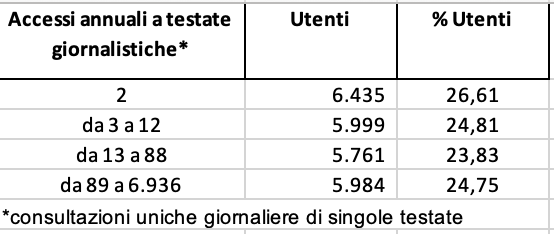 Accessi annuali a testate giornalistiche* Utenti % Utenti
2 6.435 26,61
da 3 a 12 5.999 24,81
da 13 a 88 5.761 23,83
da 89 a 6.936 5.984 24,75
*consultazioni uniche giornaliere di singole testate